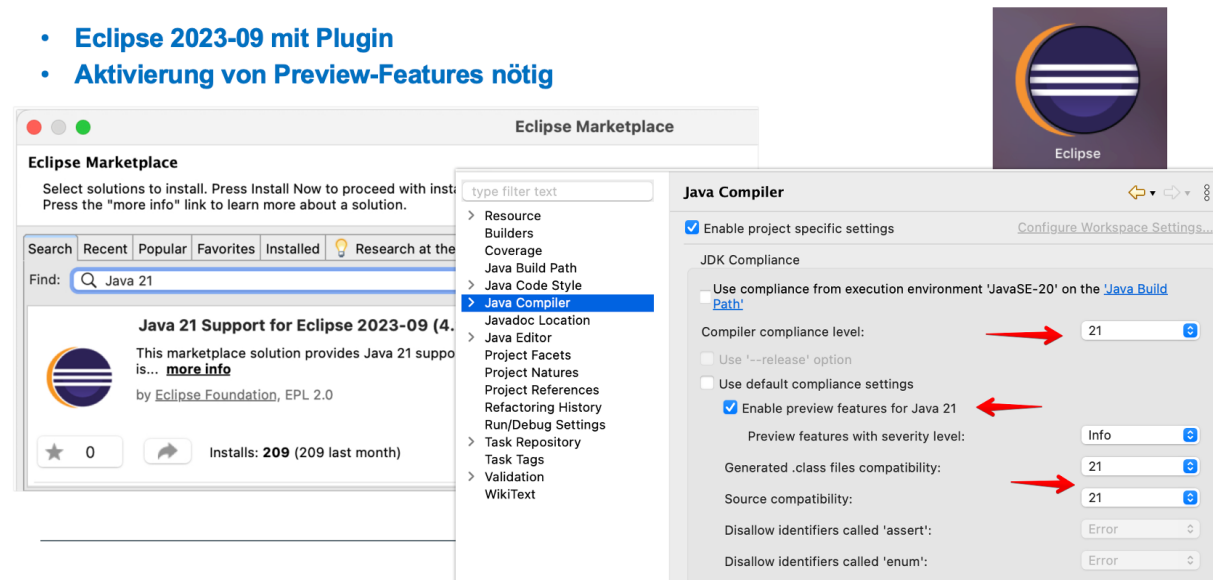 • Eclipse 2023-09 mit Plugin
• Aktivierung von Preview-Features nötig
Eclipse
Eclipse Marketplace
Eclipse Marketplace
Select solutions to install. Press Install Now to proceed with insta
Press the "more info" link to learn more about a solution.
Search Recent Popular Favorites Installed Research at the
Find: Java 21
Java 21 Support for Eclipse 2023-09 (4.
This marketplace solution provides Java 21 suppo
is... more info
by Eclipse Foundation, EPL 2.0
0
Installs: 209 (209 last month)
type filter text
Resource
Builders
Coverage
Java Build Path
Java Code Style
Java Compiler
Javadoc Location
Java Editor
Project Facets
Project Natures
Project References
Refactoring History
Run/Debug Settings
Task Repository
Task Tags
Validation
WikiText
Java Compiler
Enable project specific settings
Configure Workspace Settings...
JDK Compliance
Use compliance from execution environment 'JavaSE-20' on the 'Java Build
Path'
Compiler compliance level: 21
Use '--release' option
Use default compliance settings
Enable preview features for Java 21
Preview features with severity level: Info
Generated .class files compatibility: 21
Source compatibility: 21
Disallow identifiers called 'assert': Error
Disallow identifiers called 'enum': Error